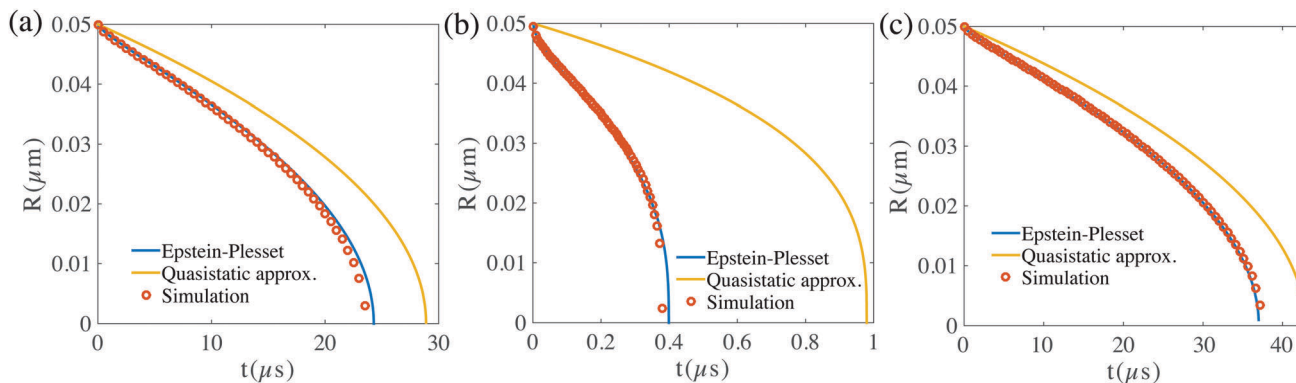 (a)
0.05
0.04
0.03
0.02
0.01
0
R(μm)
0 10 20 30
t(μs)
Epstein-Plesset
Quasistatic approx.
Simulation
(b)
0.05
0.04
0.03
0.02
0.01
0
R(μm)
0 0.2 0.4 0.6 0.8 1
t(μs)
Epstein-Plesset
Quasistatic approx.
Simulation
(c)
0.05
0.04
0.03
0.02
0.01
0
R(μm)
0 10 20 30 40
t(μs)
Epstein-Plesset
Quasistatic approx.
Simulation